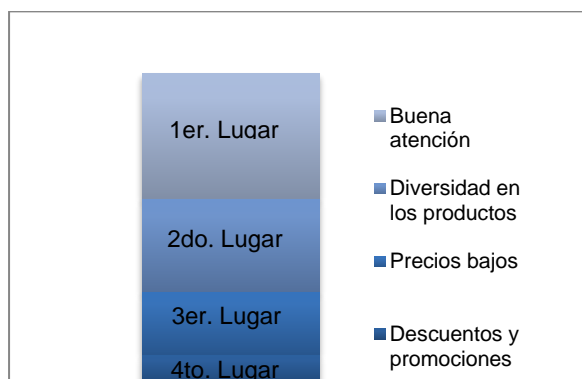 1er. Lugar
2do. Lugar
3er. Lugar
4to. Lugar
Buena
atención
Diversidad en
los productos
Precios bajos
Descuentos y
promociones